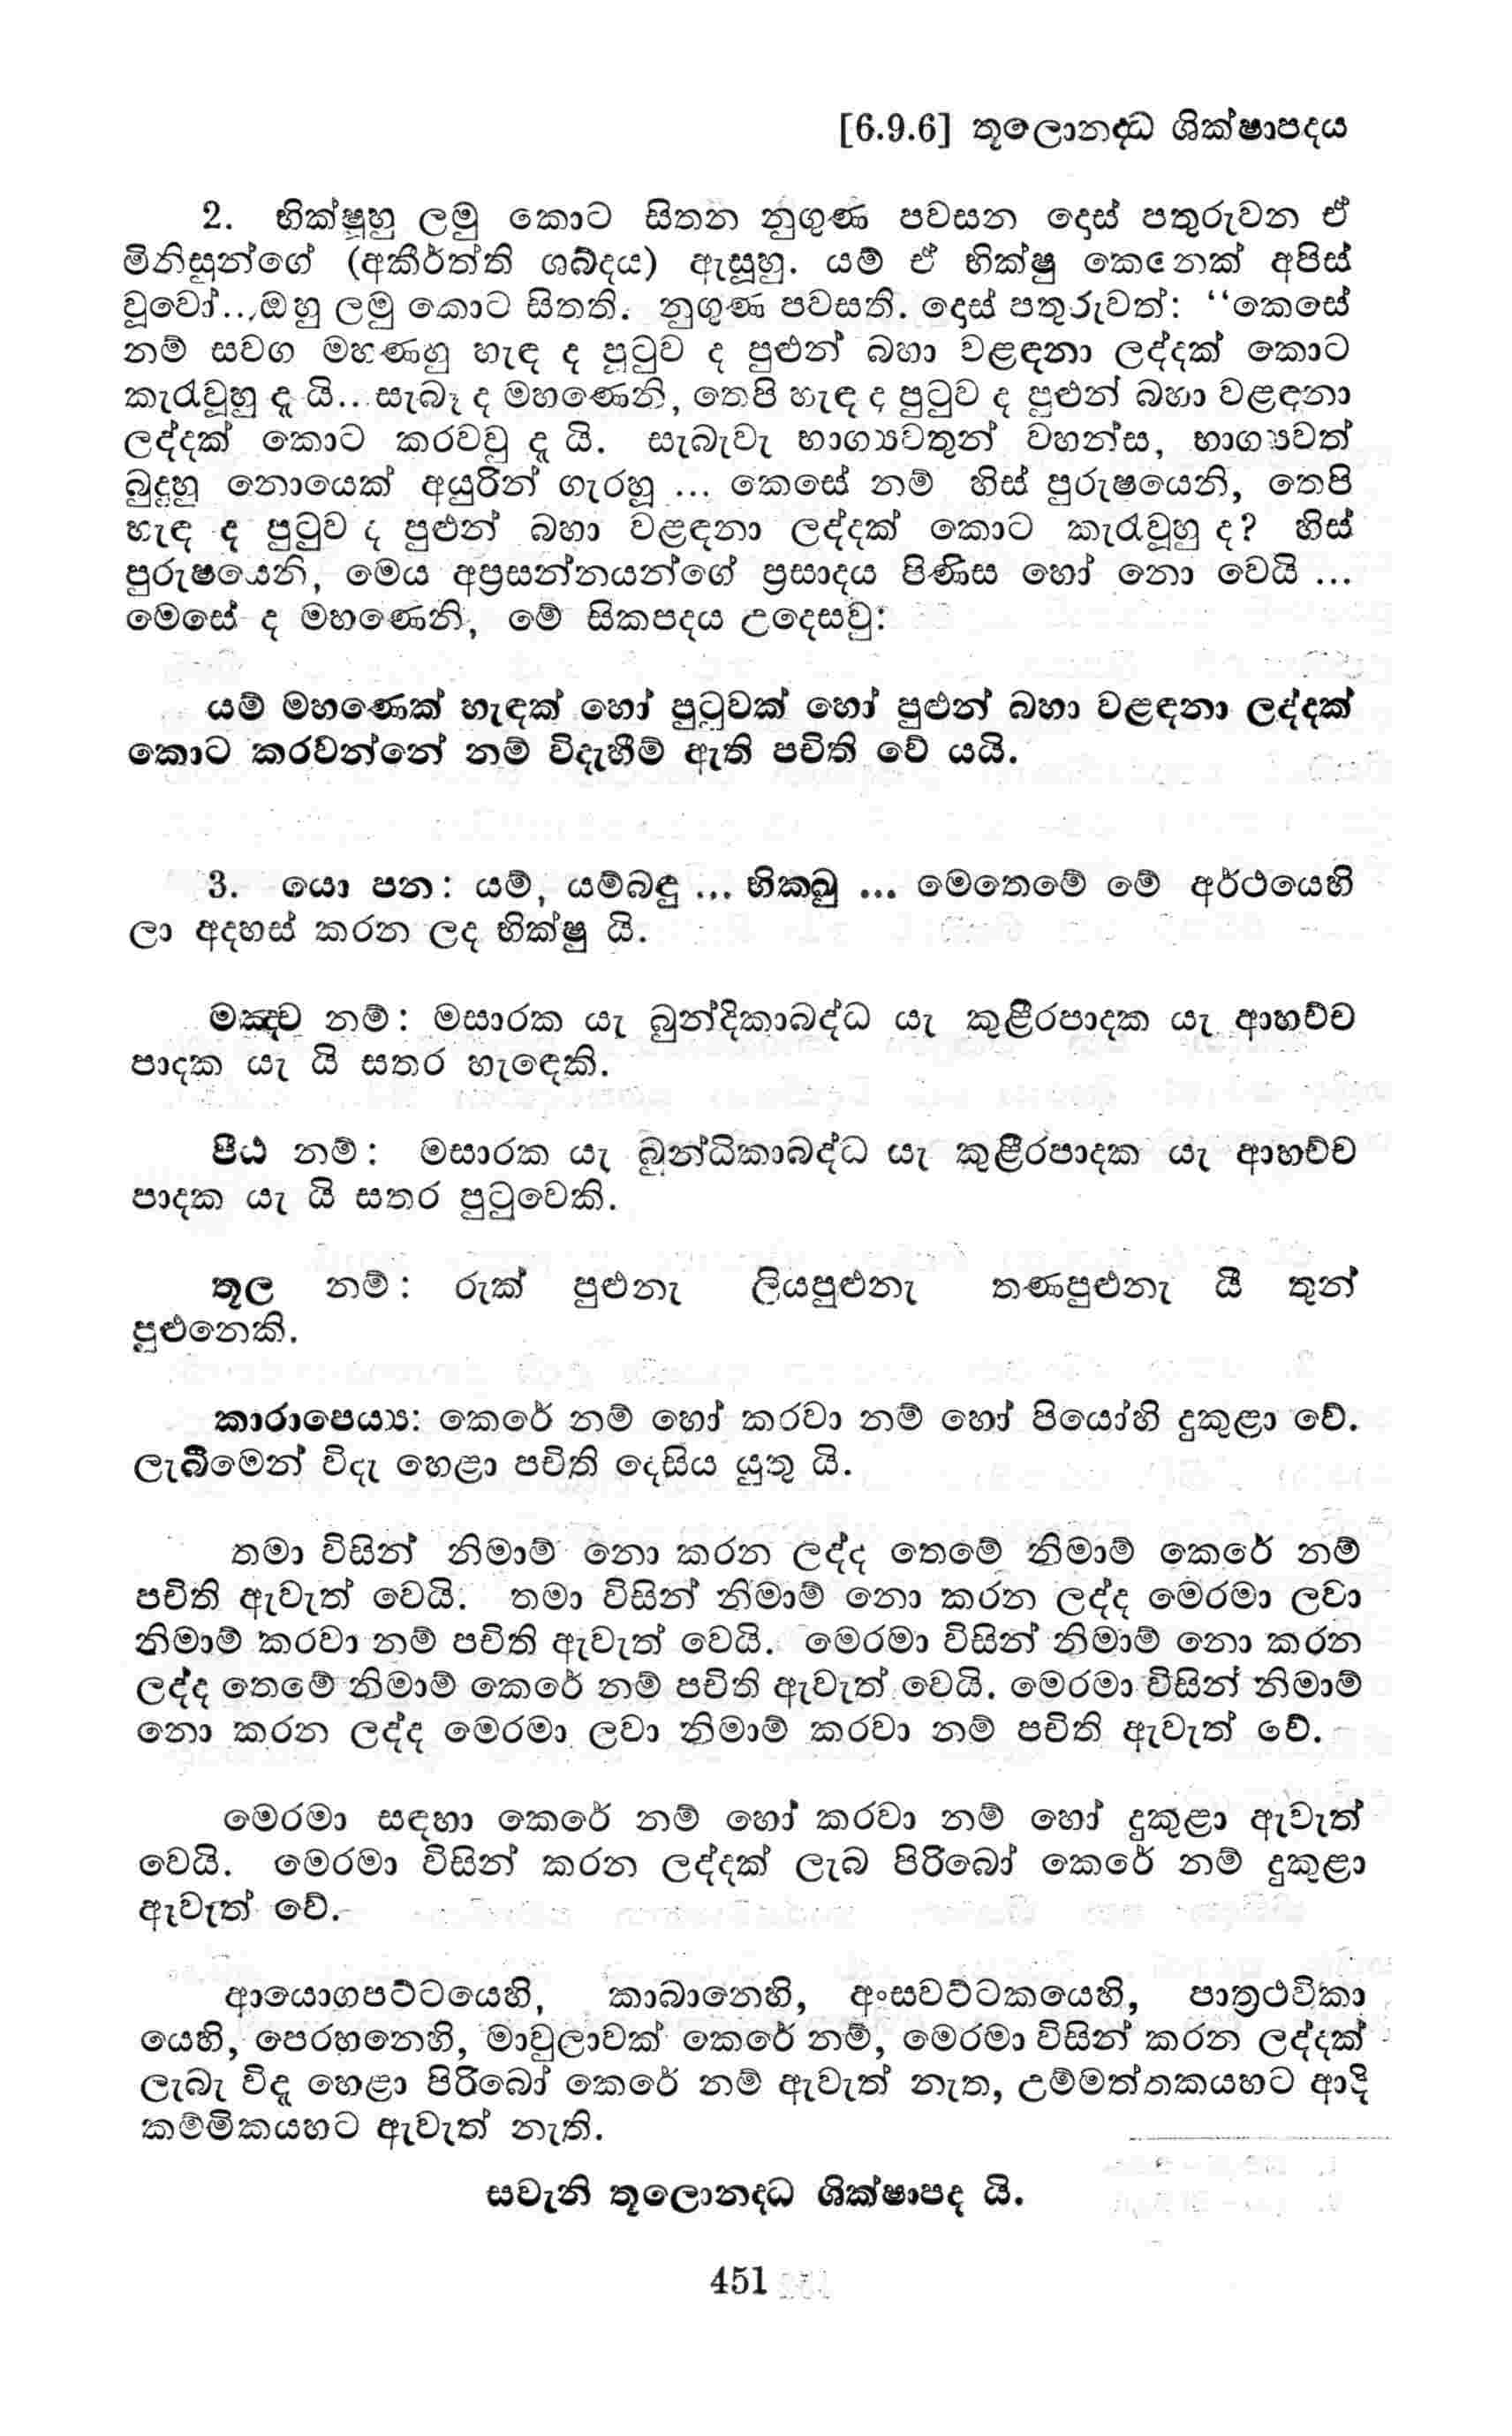 [6.9.6] තූලොනද්ධ ශික්ෂාපදය
2. භික්ෂූහු ලමු කොට සිතන නුගුණ පවසන දොස් පතුරුවන ඒ
මිනිසුන්ගේ (අකීර්ත්ති ශබ්දය) ඇසූහු. යම් ඒ භික්ෂු කෙනෙක් අපිස්
වූවෝ... ඔහු ලමු කොට සිතති. නුගුණ පවසති. දොස් පතුරුවත්: “කෙසේ
නම් සවග මහණහු හැඳ ද පුටුව ද පුළුන් බහා වළඳනා ලද්දක් කොට
කැරැවූහු දැ යි... සැබෑ ද මහණෙනි, තෙපි හැඳ ද පුටුව ද පුළුන් බහා වළඳනා
ලද්දක් කොට කරවවු දැ යි. සැබැවැ භාග්‍යවතුන් වහන්ස, භාග්‍යවත්
බුදුහු නොයෙක් අයුරින් ගැරහූ ... කෙසේ නම් හිස් පුරුෂයෙනි, තෙපි
හැඳ ද පුටුව ද පුළුන් බහා වළඳනා ලද්දක් කොට කැරැවූහු ද? හිස්
පුරුෂයෙනි, මෙය අප්‍රසන්නයන්ගේ ප්‍රසාදය පිණිස හෝ නො වෙයි ...
මෙසේ ද මහණෙනි, මේ සිකපදය උදෙසවු:
යම් මහණෙක් හැඳක් හෝ පුටුවක් හෝ පුළුන් බහා වළඳනා ලද්දක්
කොට කරවන්නේ නම් විදැහීම් ඇති පචිති වේ යයි.
3. යො පන: යම්, යම්බඳු ... භික්ඛු ... මෙතෙමේ මේ අර්ථයෙහි
ලා අදහස් කරන ලද භික්ෂු යි.
මඤ්ච නම්: මසාරක යැ බුන්දිකාබද්ධ යැ කුළීරපාදක යැ ආහච්ච
පාදක යැ යි සතර හැඳෙකි.
පීඨ නම්: මසාරක යැ බුන්ධිකාබද්ධ යැ කුළීරපාදක යැ ආහච්ච
පාදක යැ යි සතර පුටුවෙකි.
තූල නම්: රුක් පුළුනැ ලියපුළුනැ තණපුළුනැ යී තුන්
පුළුනෙකි.
කාරාපෙය්‍ය: කෙරේ නම් හෝ කරවා නම් හෝ පියෝහි දුකුළා වේ.
ලැබීමෙන් විදැ හෙළා පචිති දෙසිය යුතු යි.
තමා විසින් නිමාම් නො කරන ලද්ද තෙමේ නිමාම් කෙරේ නම්
පචිති ඇවැත් වෙයි. තමා විසින් නිමාම් නො කරන ලද්ද මෙරමා ලවා
නිමාම් කරවා නම් පචිති ඇවැත් වෙයි. මෙරමා විසින් නිමාම් නො කරන
ලද්ද තෙමේ නිමාම් කෙරේ නම් පචිති ඇවැත් වෙයි. මෙරමා විසින් නිමාම්
නො කරන ලද්ද මෙරමා ලවා නිමාම් කරවා නම් පචිති ඇවැත් වේ.
මෙරමා සඳහා කෙරේ නම් හෝ කරවා නම් හෝ දුකුළා ඇවැත්
වෙයි. මෙරමා විසින් කරන ලද්දක් ලැබ පිරිබෝ කෙරේ නම් දුකුළා
ඇවැත් වේ.
ආයොගපට්ටයෙහි, කාබානෙහි, අංසවට්ටකයෙහි, පාත්‍රථවිකා
යෙහි, පෙරහනෙහි, මාවුලාවක් කෙරේ නම්, මෙරමා විසින් කරන ලද්දක්
ලැබැ විදැ හෙළා පිරිබෝ කෙරේ නම් ඇවැත් නැත, උම්මත්තකයහට ආදි
කම්මිකයහට ඇවැත් නැති.
සවැනි තූලොනද්ධ ශික්ෂාපද යි.
451